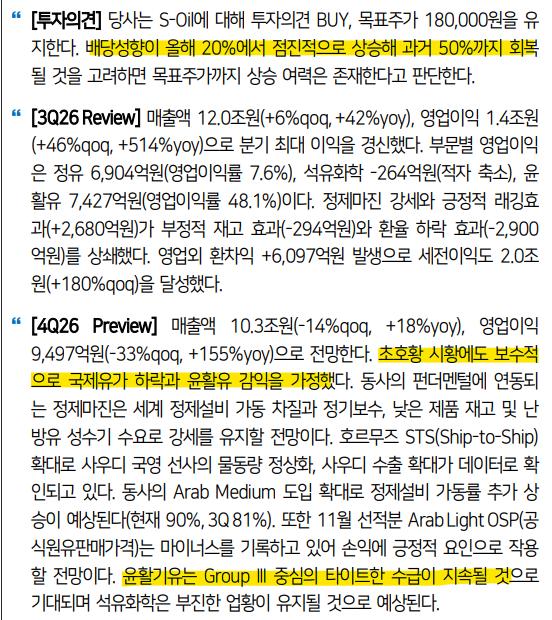 “ [투자의견] 당사는 S-Oil에 대해 투자의견 BUY, 목표주가 180,000원을 유
지한다. 배당성향이 올해 20%에서 점진적으로 상승해 과거 50%까지 회복
될 것을 고려하면 목표주가까지 상승 여력은 존재한다고 판단한다.
“ [3Q26 Review] 매출액 12.0조원(+6%qoq, +42%yoy), 영업이익 1.4조원
(+46%qoq, +514%yoy)으로 분기 최대 이익을 경신했다. 부문별 영업이익
은 정유 6,904억원(영업이익률 7.6%), 석유화학 -264억원(적자 축소), 윤
활유 7,427억원(영업이익률 48.1%)이다. 정제마진 강세와 긍정적 래깅효
과(+2,680억원)가 부정적 재고 효과(-294억원)와 환율 하락 효과(-2,900
억원)를 상쇄했다. 영업외 환차익 +6,097억원 발생으로 세전이익도 2.0조
원(+180%qoq)을 달성했다.
“ [4Q26 Preview] 매출액 10.3조원(-14%qoq, +18%yoy), 영업이익
9,497억원(-33%qoq, +155%yoy)으로 전망한다. 초호황 시황에도 보수적
으로 국제유가 하락과 윤활유 감익을 가정했다. 동사의 펀더멘털에 연동되
는 정제마진은 세계 정제설비 가동 차질과 정기보수, 낮은 제품 재고 및 난
방유 성수기 수요로 강세를 유지할 전망이다. 호르무즈 STS(Ship-to-Ship)
확대로 사우디 국영 선사의 물동량 정상화, 사우디 수출 확대가 데이터로 확
인되고 있다. 동사의 Arab Medium 도입 확대로 정제설비 가동률 추가 상
승이 예상된다(현재 90%, 3Q 81%). 또한 11월 선적분 Arab Light OSP(공
식원유판매가격)는 마이너스를 기록하고 있어 손익에 긍정적 요인으로 작용
할 전망이다. 윤활기유는 Group III 중심의 타이트한 수급이 지속될 것으로
기대되며 석유화학은 부진한 업황이 유지될 것으로 예상된다.